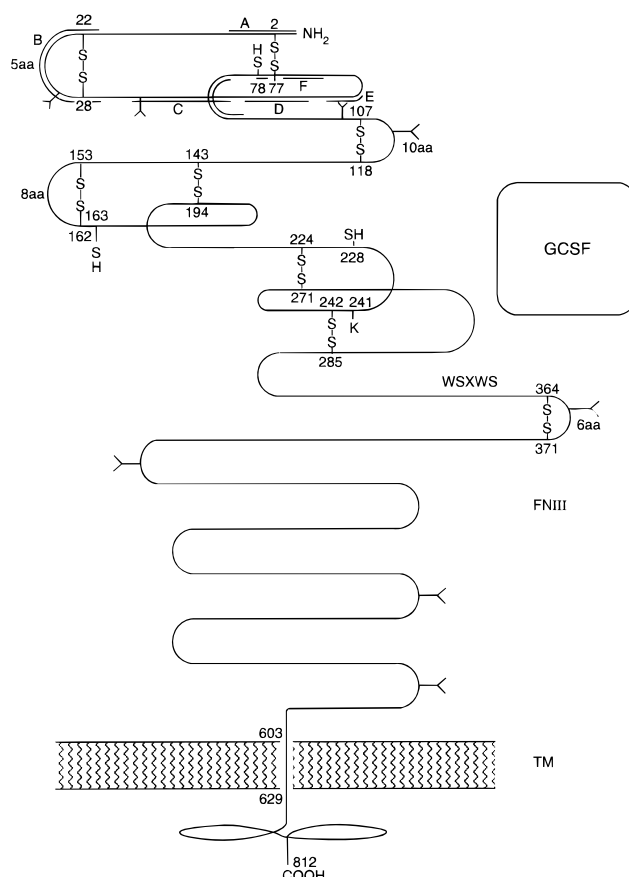 22 A 2 NH2
B H
S S
S S S
5aa F
78 77
28 C D E
107
S 10aa
S
153 143 118
S S
8aa S S
163 194
162 224 SH
S S 228 GCSF
H S
271 242 241
S K
S
285
WSXWS 364
S
S 6aa
371
FNIII
603
TM
629
812
COOH